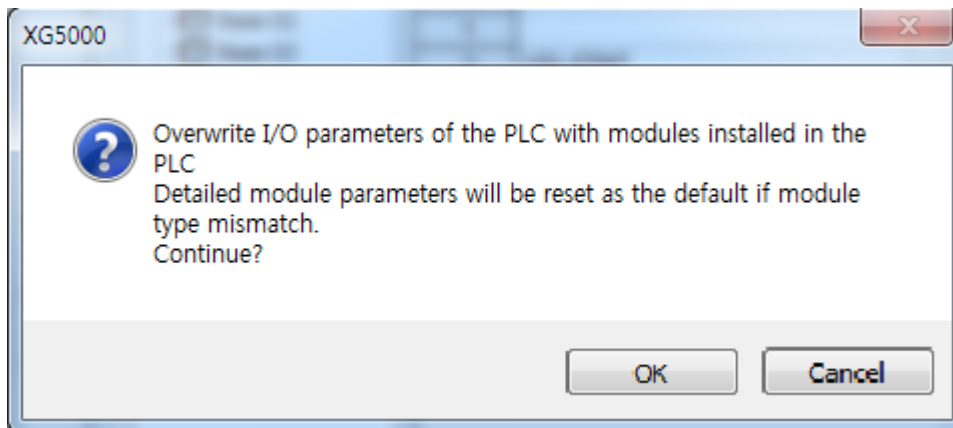 XG5000
Overwrite I/O parameters of the PLC with modules installed in the
PLC
Detailed module parameters will be reset as the default if module
type mismatch.
Continue?
OK
Cancel